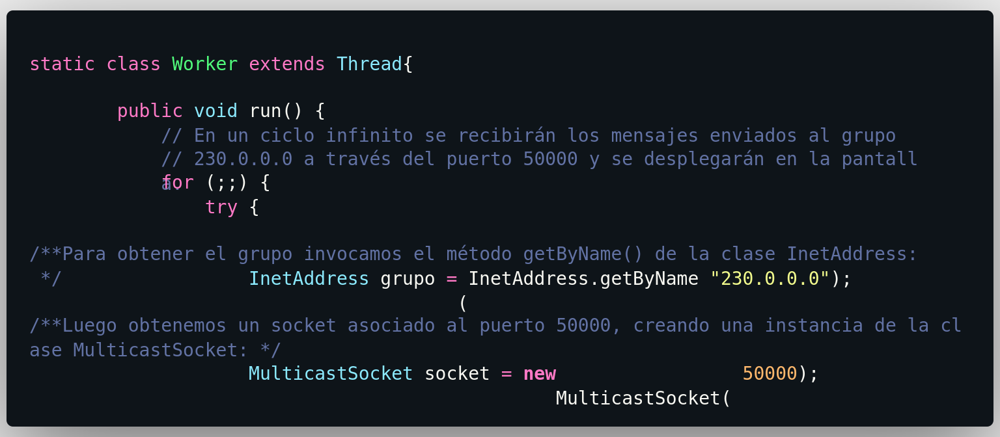 static class Worker extends Thread{
public void run() {
// En un ciclo infinito se recibirán los mensajes enviados al grupo
// 230.0.0.0 a través del puerto 50000 y se desplegarán en la pantall
a.
for (;;) {
try {
/**Para obtener el grupo invocamos el método getByName() de la clase InetAddress:
*/ InetAddress grupo = InetAddress.getByName "230.0.0.0");
(
/**Luego obtenemos un socket asociado al puerto 50000, creando una instancia de la cl
ase MulticastSocket: */
MulticastSocket socket = new 50000);
MulticastSocket(